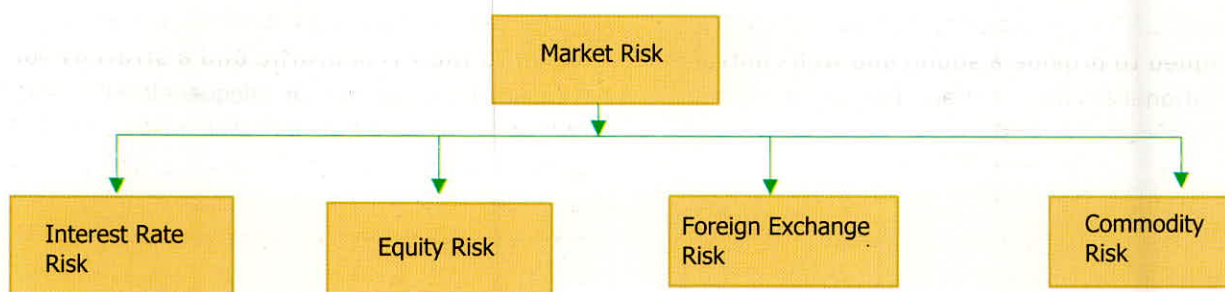 Market Risk
Interest Rate
Risk
Equity Risk
Foreign Exchange
Risk
Commodity
Risk